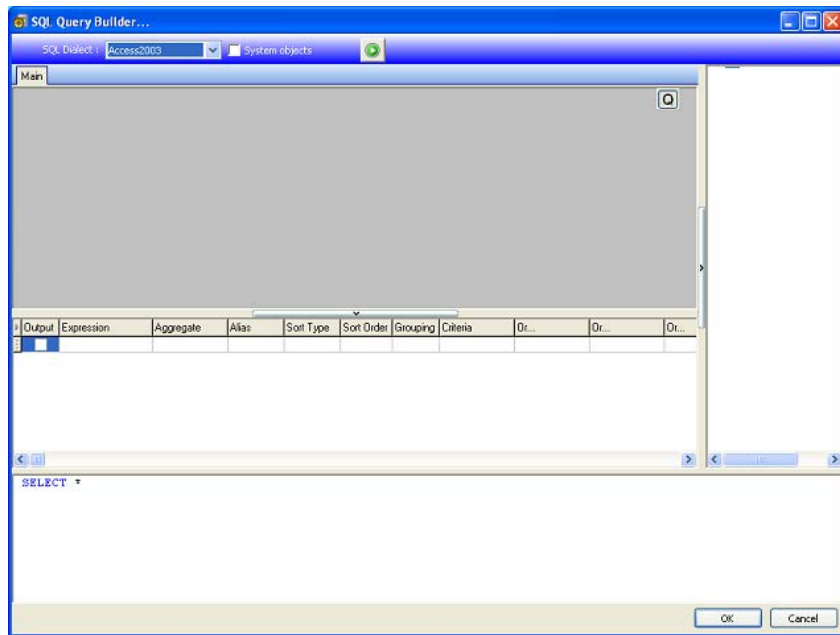 SQL Query Builder...
SQL Dialect : Access2003 System objects
Main
Q
Output Expression Aggregate Alias Sort Type Sort Order Grouping Criteria Or... Or... Or...
SELECT *
OK Cancel